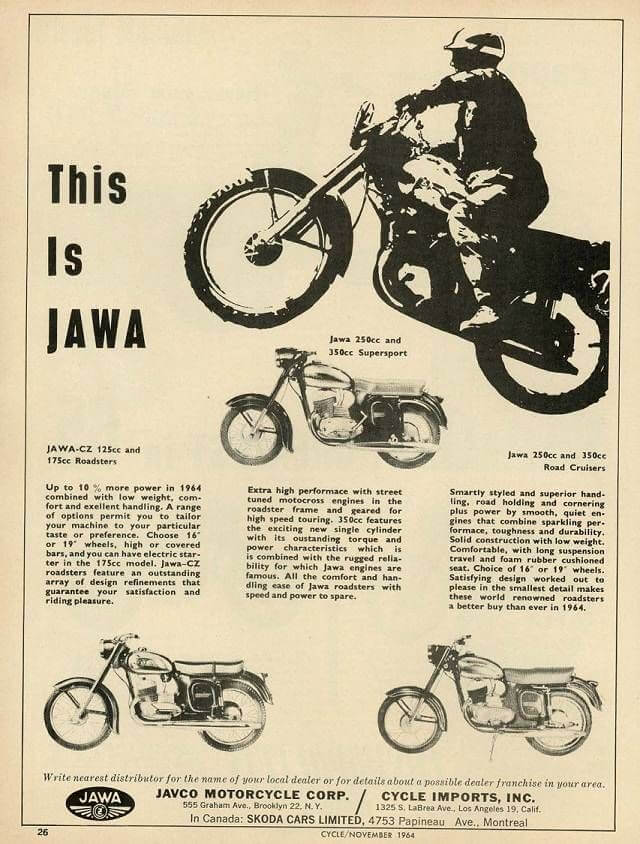 This
Is
JAWA
Jawa 250cc and
350cc Supersport
JAWA-CZ 125cc and
175cc Roadsters
Up to 10 % more power in 1964
combined with low weight, com-
fort and exellent handling. A range
of options permit you to tailor
your machine to your particular
taste or preference. Choose 16"
or 19" wheels, high or covered
bars, and you can have electric star-
ter in the 175cc model. Jawa-CZ
roadsters feature an outstanding
array of design refinements that
guarantee your satisfaction and
riding pleasure.
Extra high performace with street
tuned motocross engines in the
roadster frame and geared for
high speed touring. 350cc features
the exciting new single cylinder
with its oustanding torque and
power characteristics which is
is combined with the rugged relia-
bility for which Jawa engines are
famous. All the comfort and han-
dling ease of Jawa roadsters with
speed and power to spare.
Jawa 250cc and 350cc
Road Cruisers
Smartly styled and superior hand-
ling, road holding and cornering
plus power by smooth, quiet en-
gines that combine sparkling per-
formace, toughness and durability.
Solid construction with low weight.
Comfortable, with long suspension
travel and foam rubber cushioned
seat. Choice of 16" or 19" wheels.
Satisfying design worked out to
please in the smallest detail makes
these world renowned roadsters
a better buy than ever in 1964.
Write nearest distributor for the name of your local dealer or for details about a possible dealer franchise in your area.
JAWA
JAVCO MOTORCYCLE CORP. / CYCLE IMPORTS, INC.
555 Graham Ave., Brooklyn 22, N. Y. 1325 S. LaBrea Ave., Los Angeles 19, Calif.
In Canada: SKODA CARS LIMITED, 4753 Papineau Ave., Montreal
26
CYCLE/NOVEMBER 1964